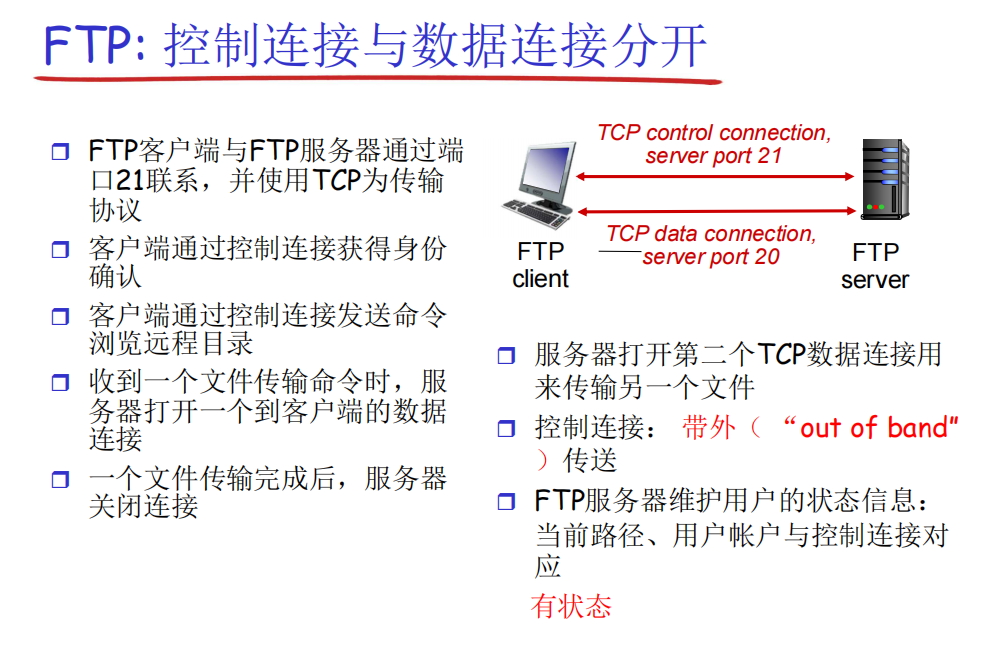 FTP: 控制连接与数据连接分开
FTP客户端与FTP服务器通过端
口21联系，并使用TCP为传输
协议
客户端通过控制连接获得身份
确认
客户端通过控制连接发送命令
浏览远程目录
收到一个文件传输命令时，服
务器打开一个到客户端的数据
连接
一个文件传输完成后，服务器
关闭连接
TCP control connection,
server port 21
TCP data connection,
server port 20
FTP
client
FTP
server
服务器打开第二个TCP数据连接用
来传输另一个文件
控制连接： 带外（ “out of band"
）传送
FTP服务器维护用户的状态信息：
当前路径、用户帐户与控制连接对
应
有状态